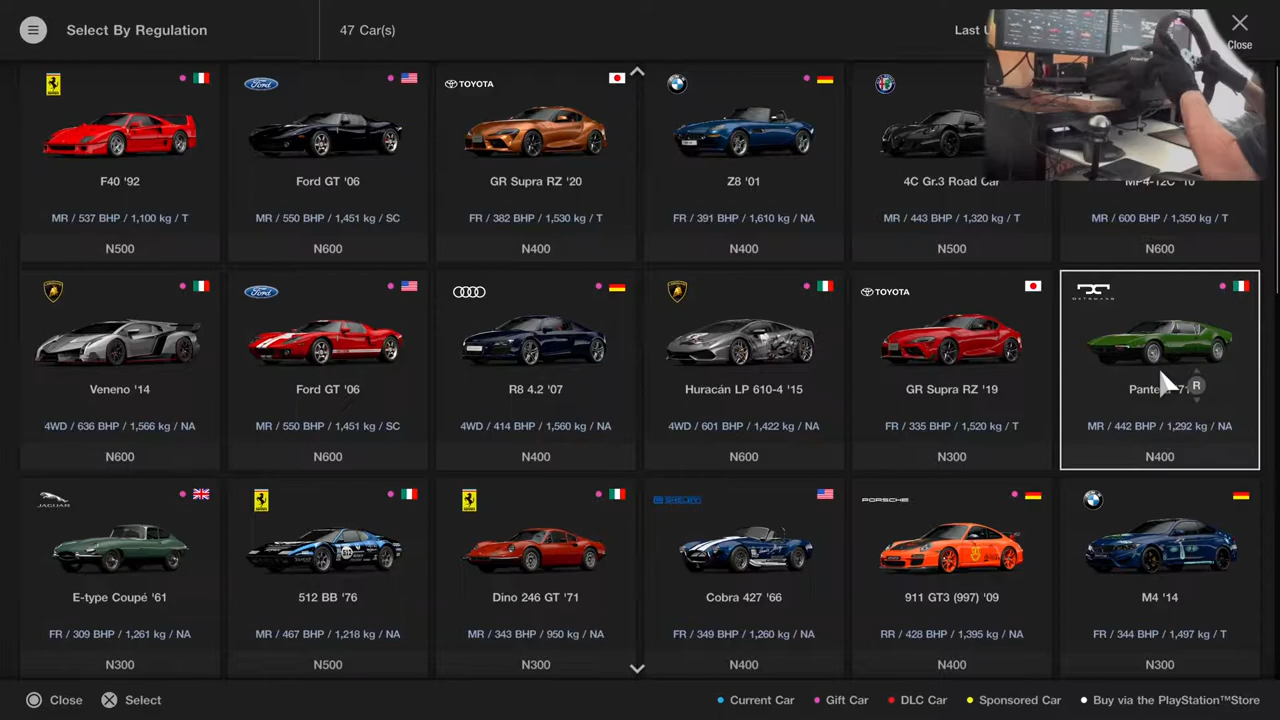 Select By Regulation
47 Car(s)
Last U
Close
Ford
TOYOTA
F40 '92
Ford GT '06
GR Supra RZ '20
Z8 '01
4C Gr.3 Road Car
MP4-12C '10
MR / 537 BHP / 1,100 kg / T
MR / 550 BHP / 1,451 kg / SC
FR / 382 BHP / 1,530 kg / T
FR / 391 BHP / 1,610 kg / NA
MR / 443 BHP / 1,320 kg / T
MR / 600 BHP / 1,350 kg / T
N500
N600
N400
N400
N500
N600
Ford
TOYOTA
Veneno '14
Ford GT '06
R8 4.2 '07
Huracán LP 610-4 '15
GR Supra RZ '19
R
4WD / 636 BHP / 1,566 kg / NA
MR / 550 BHP / 1,451 kg / SC
4WD / 414 BHP / 1,560 kg / NA
4WD / 601 BHP / 1,422 kg / NA
FR / 335 BHP / 1,520 kg / T
MR / 442 BHP / 1,292 kg / NA
N600
N600
N400
N600
N300
N400
JAGUAR
SHELBY
PORSCHE
E-type Coupé '61
512 BB '76
Dino 246 GT '71
Cobra 427 '66
911 GT3 (997) '09
M4 '14
FR / 309 BHP / 1,261 kg / NA
MR / 467 BHP / 1,218 kg / NA
MR / 343 BHP / 950 kg / NA
FR / 349 BHP / 1,260 kg / NA
RR / 428 BHP / 1,395 kg / NA
FR / 344 BHP / 1,497 kg / T
N300
N500
N300
N400
N400
N300
Close
Select
Current Car
Gift Car
DLC Car
Sponsored Car
Buy via the PlayStation™Store